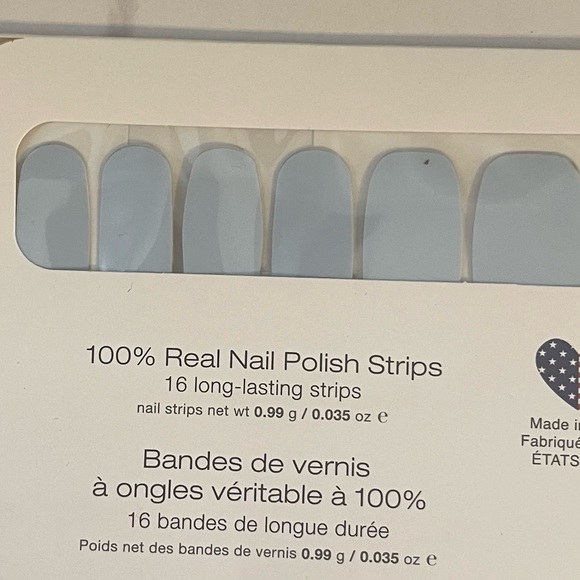 100% Real Nail Polish Strips
16 long-lasting strips
nail strips net wt 0.99 g / 0.035 oz e
Made
Bandes de vernis
à ongles véritable à 100%
16 bandes de longue durée
Poids net des bandes de vernis 0.99 g / 0.035 oz e